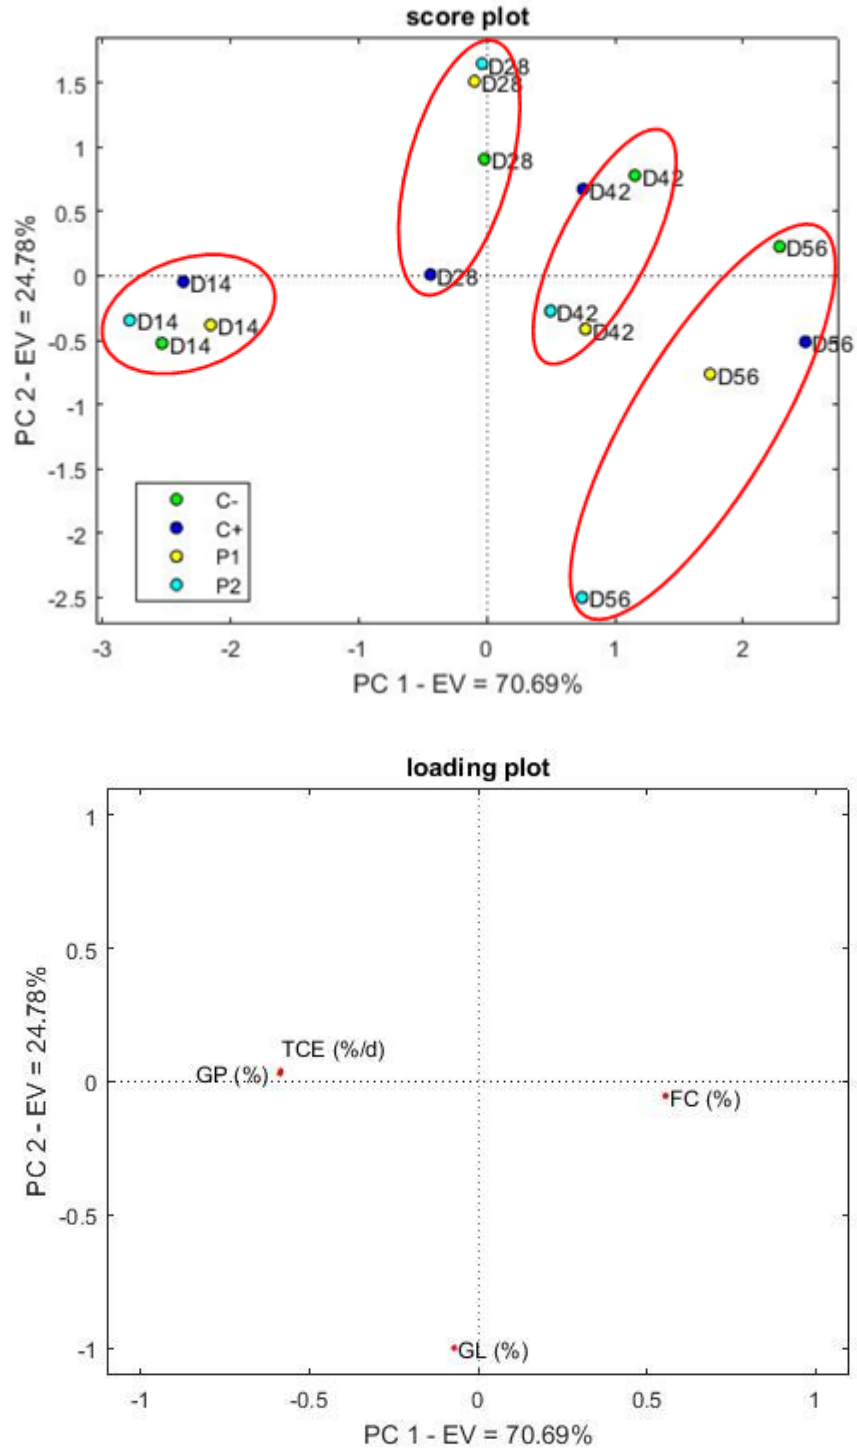 score plot
1.5
1
0.5
0
-0.5
-1
-1.5
-2
-2.5
PC 2 - EV = 24.78%
D28
D28
D28
D42
D42
D56
D14
D28
D14
D14
D14
D42
D42
D56
D56
D56
C-
C+
P1
P2
-3
-2
-1
0
1
2
PC 1 - EV = 70.69%
loading plot
1
0.5
0
-0.5
-1
PC 2 - EV = 24.78%
TCE (%/d)
GP (%)
FC (%)
GL (%)
-1
-0.5
0
0.5
1
PC 1 - EV = 70.69%